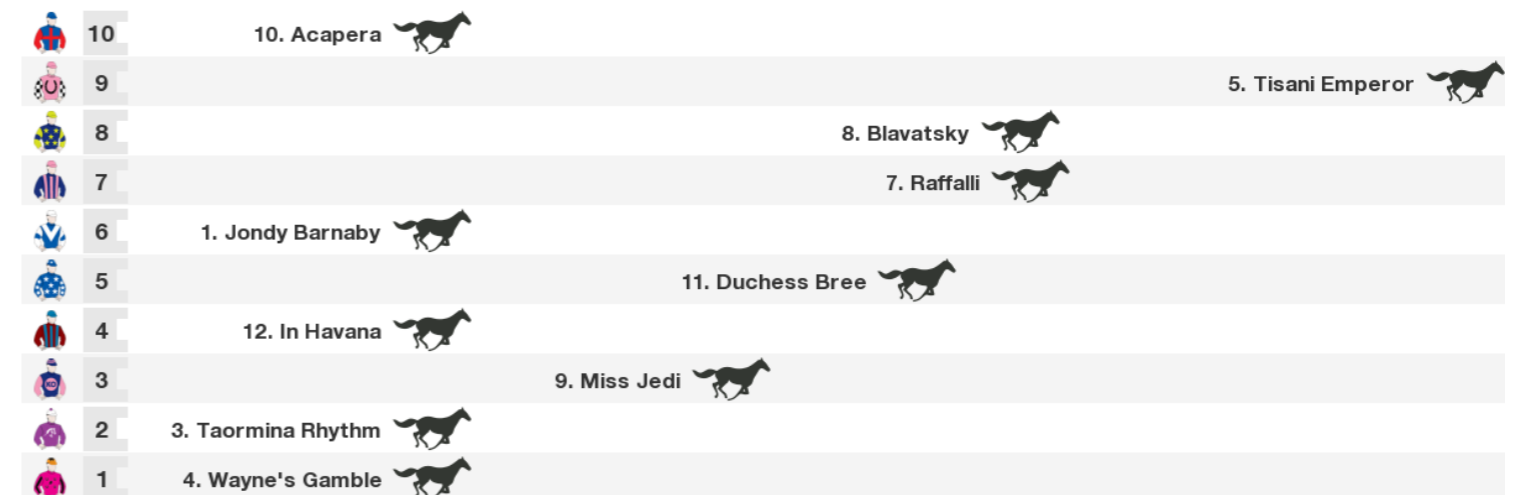 10 10. Acapera
9 5. Tisani Emperor
8 8. Blavatsky
7 7. Raffalli
6 1. Jondy Barnaby
5 11. Duchess Bree
4 12. In Havana
3 9. Miss Jedi
2 3. Taormina Rhythm
1 4. Wayne's Gamble